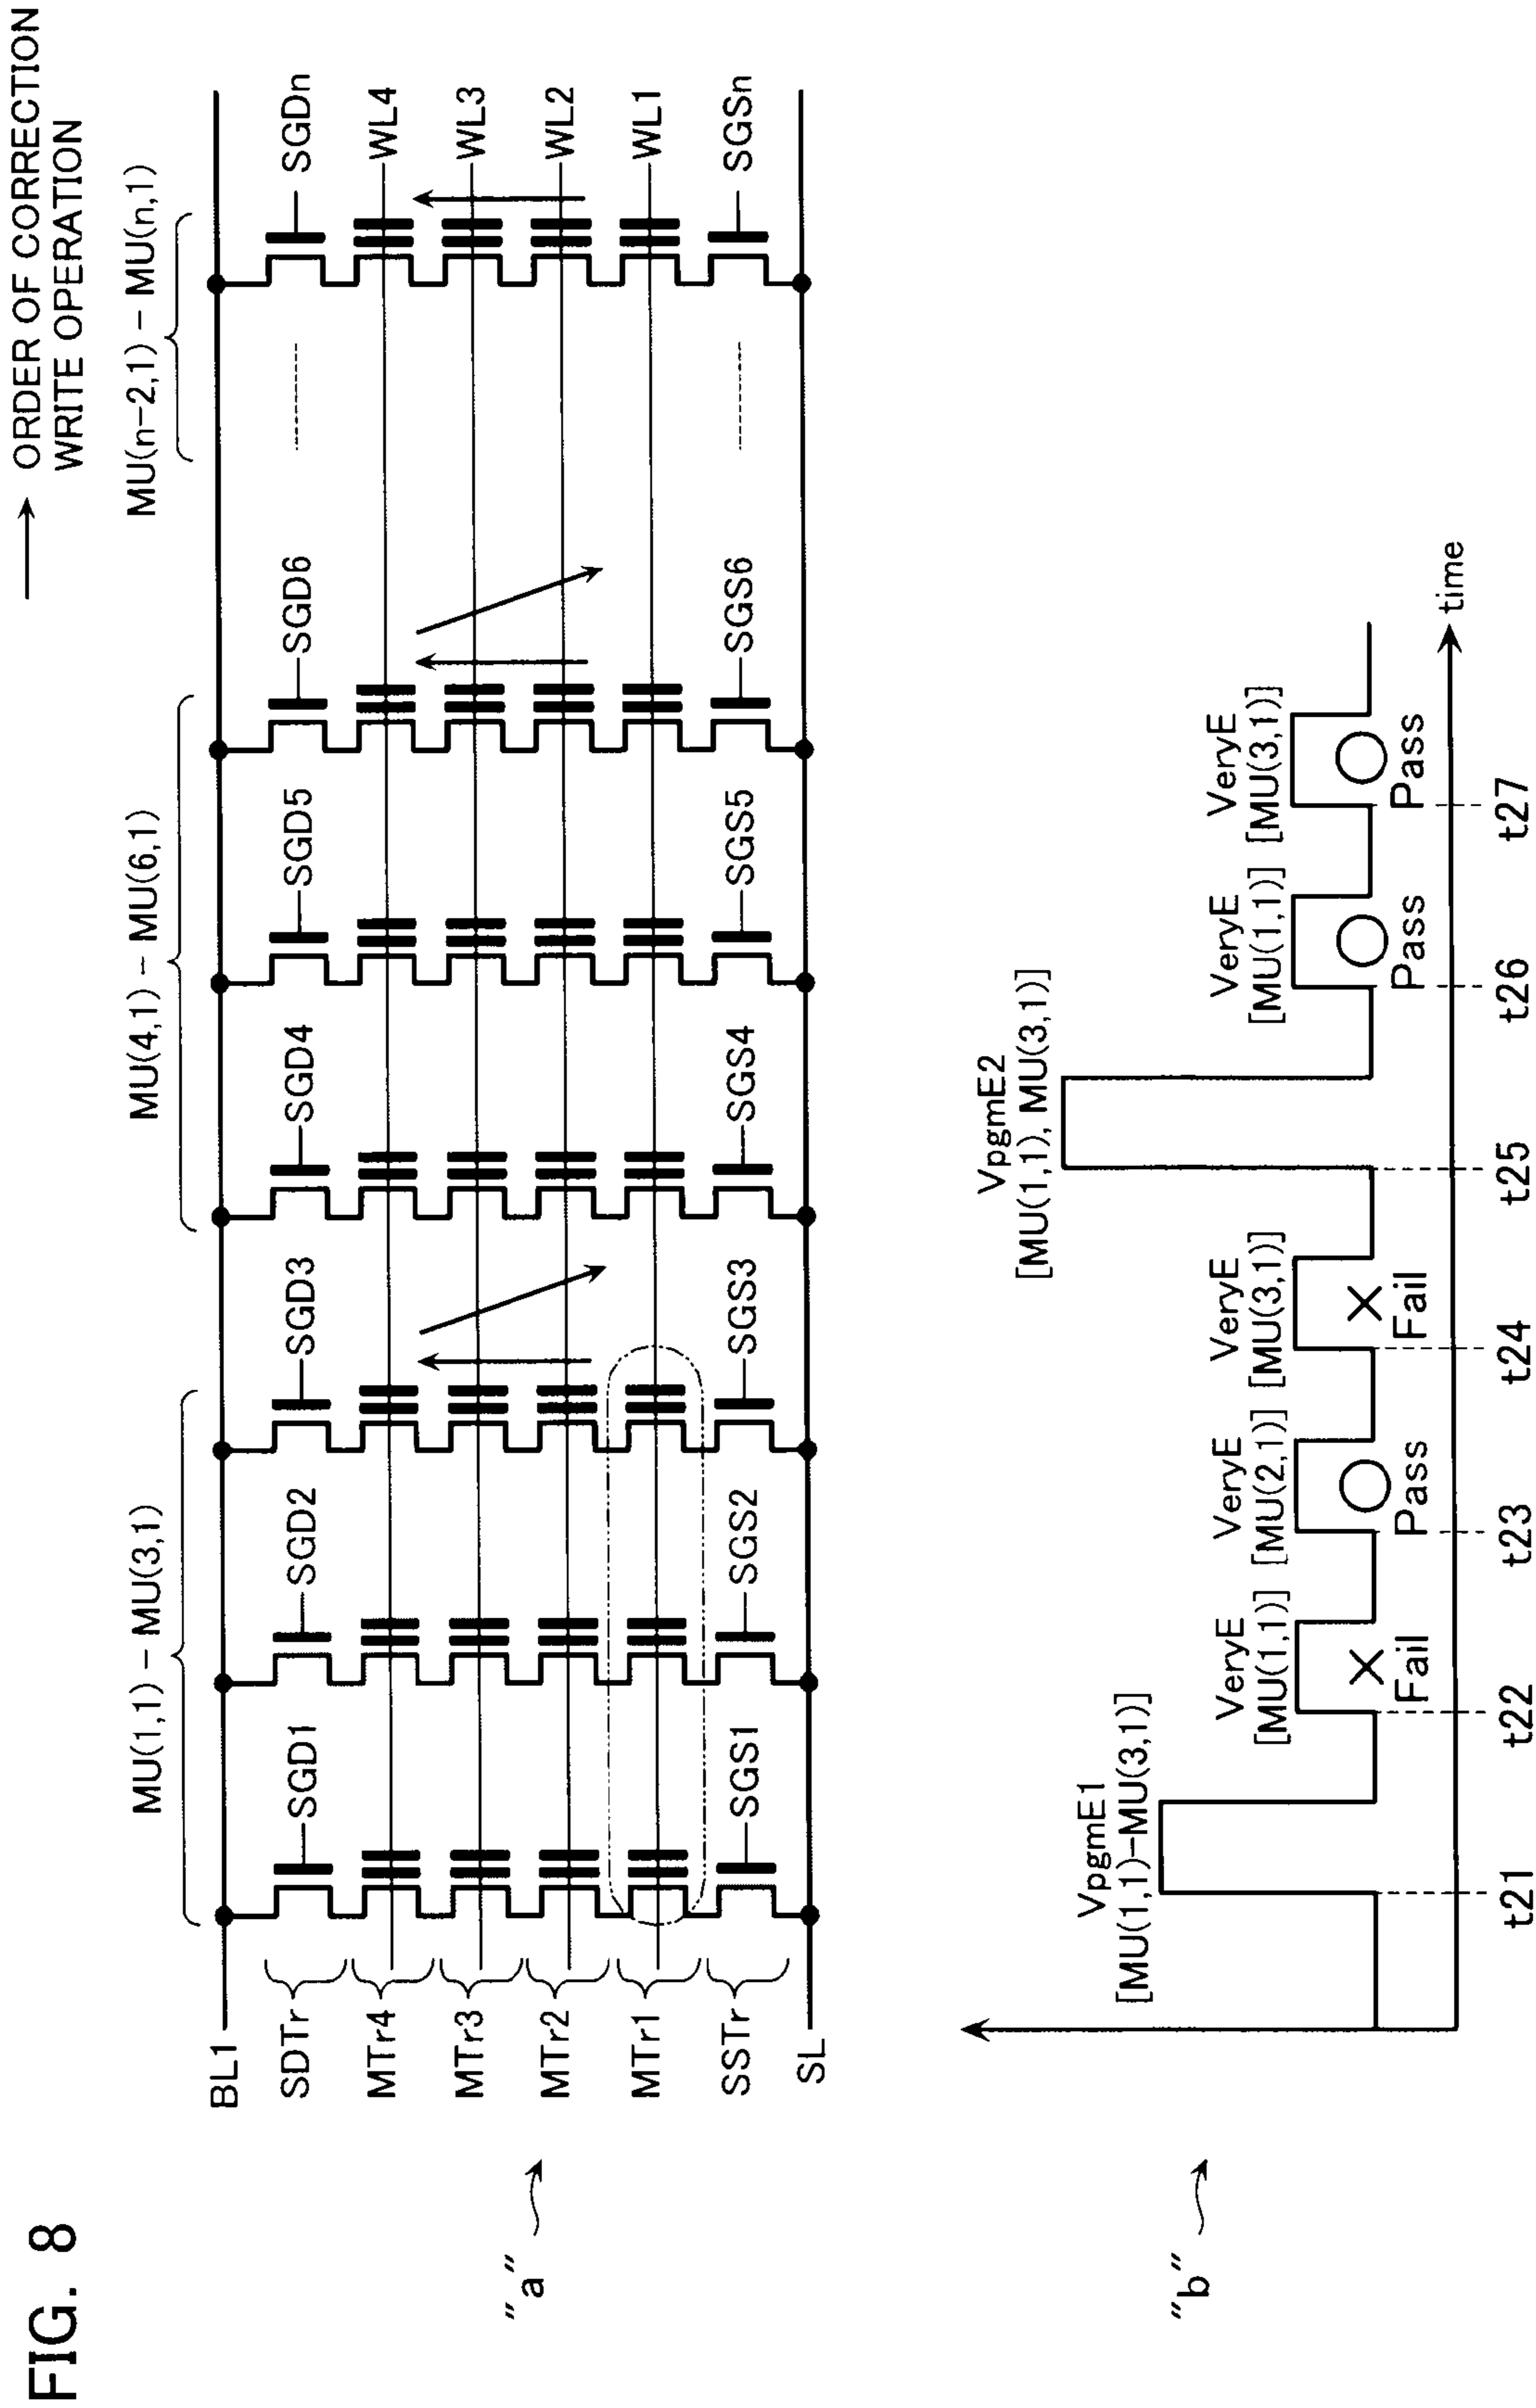 FIG. 8
ORDER OF CORRECTION
WRITE OPERATION
MU(1,1) - MU(3,1)
MU(4,1) - MU(6,1)
MU(n-2,1) - MU(n,1)
"a"
BL1
SDTr
SGD1
SGD2
SGD3
SGD4
SGD5
SGD6
SGDn
MTr4
WL4
MTr3
WL3
MTr2
WL2
MTr1
WL1
SSTr
SGS1
SGS2
SGS3
SGS4
SGS5
SGS6
SGSn
SL
"b"
VpgmE1
[MU(1,1)-MU(3,1)]
VeryE
[MU(1,1)]
Fail
VeryE
[MU(2,1)]
Pass
VeryE
[MU(3,1)]
Fail
VpgmE2
[MU(1,1), MU(3,1)]
VeryE
[MU(1,1)]
Pass
VeryE
[MU(3,1)]
Pass
time
t21
t22
t23
t24
t25
t26
t27